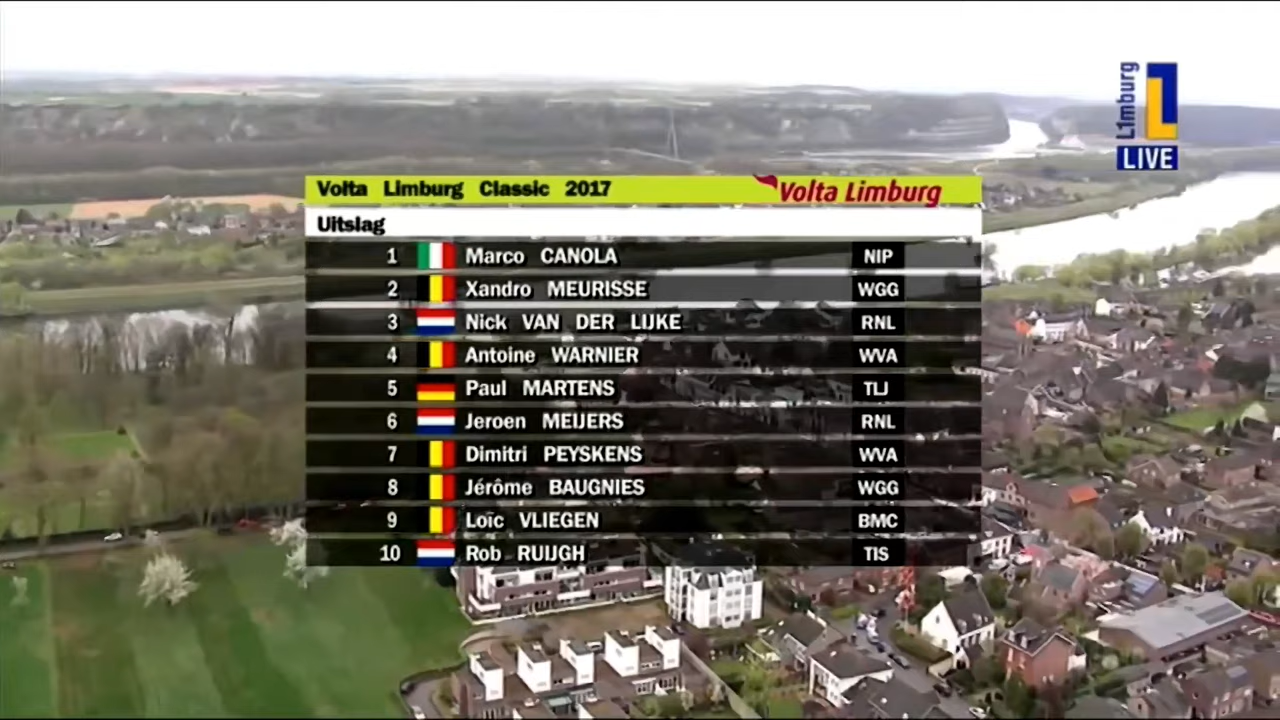 L1mburg
L1
LIVE
Volta Limburg Classic 2017
Volta Limburg
Uitslag
1 Marco CANOLA NIP
2 Xandro MEURISSE WGG
3 Nick VAN DER LIJKE RNL
4 Antoine WARNIER WVA
5 Paul MARTENS TLJ
6 Jeroen MEIJERS RNL
7 Dimitri PEYSKENS WVA
8 Jérôme BAUGNIES WGG
9 Loïc VLIEGEN BMC
10 Rob RUIJGH TIS